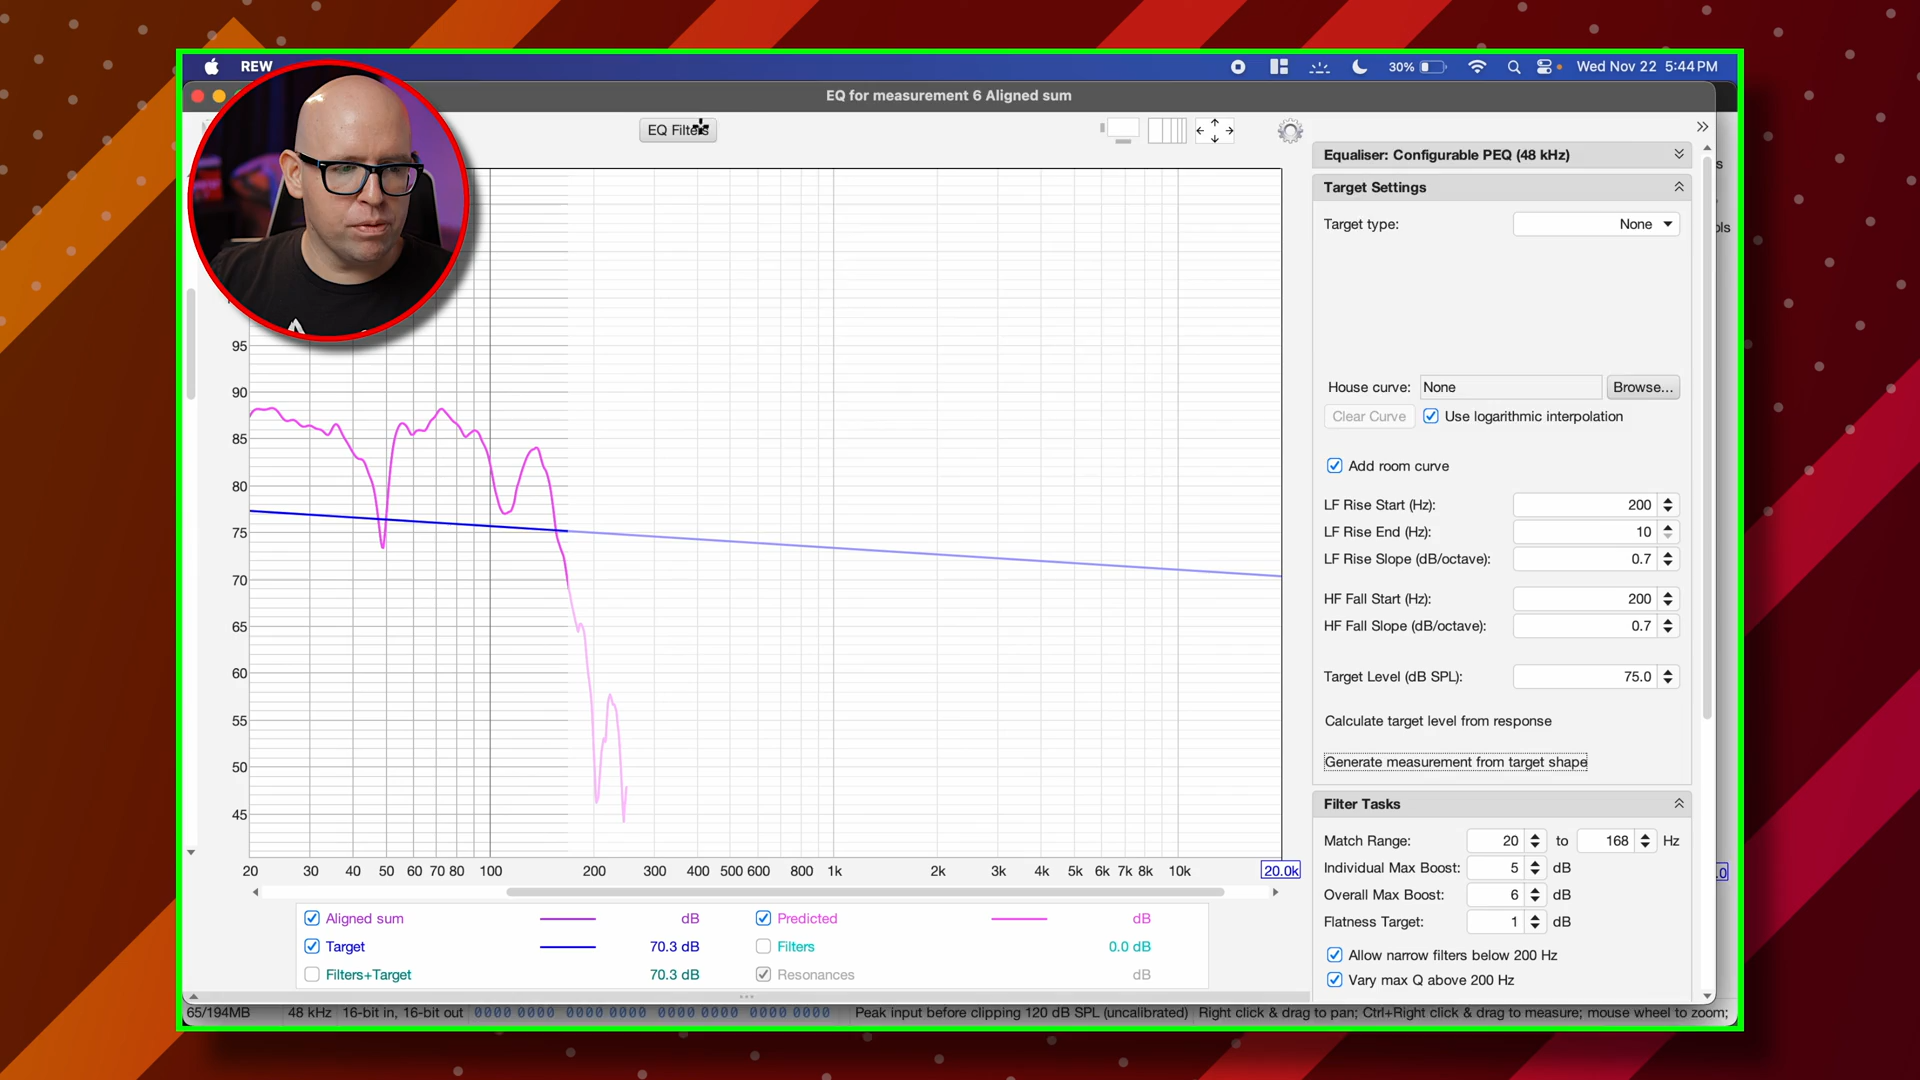 REW
30%
Wed Nov 22 5:44 PM
EQ for measurement 6 Aligned sum
EQ Filters
Equaliser: Configurable PEQ (48 kHz)
Target Settings
Target type: None
House curve: None Browse...
Clear Curve Use logarithmic interpolation
Add room curve
LF Rise Start (Hz): 200
LF Rise End (Hz): 10
LF Rise Slope (dB/octave): 0.7
HF Fall Start (Hz): 200
HF Fall Slope (dB/octave): 0.7
Target Level (dB SPL): 75.0
Calculate target level from response
Generate measurement from target shape
Filter Tasks
Match Range: 20 to 168 Hz
Individual Max Boost: 5 dB
Overall Max Boost: 6 dB
Flatness Target: 1 dB
Allow narrow filters below 200 Hz
Vary max Q above 200 Hz
95
90
85
80
75
70
65
60
55
50
45
20 30 40 50 60 70 80 100 200 300 400 500 600 800 1k 2k 3k 4k 5k 6k 7k 8k 10k 20.0k
Aligned sum dB Predicted dB
Target 70.3 dB Filters 0.0 dB
Filters+Target 70.3 dB Resonances dB
65/194MB 48 kHz 16-bit in, 16-bit out 0000 0000 0000 0000 0000 0000 0000 0000 Peak input before clipping 120 dB SPL (uncalibrated) Right click & drag to pan; Ctrl+Right click & drag to measure; mouse wheel to zoom;